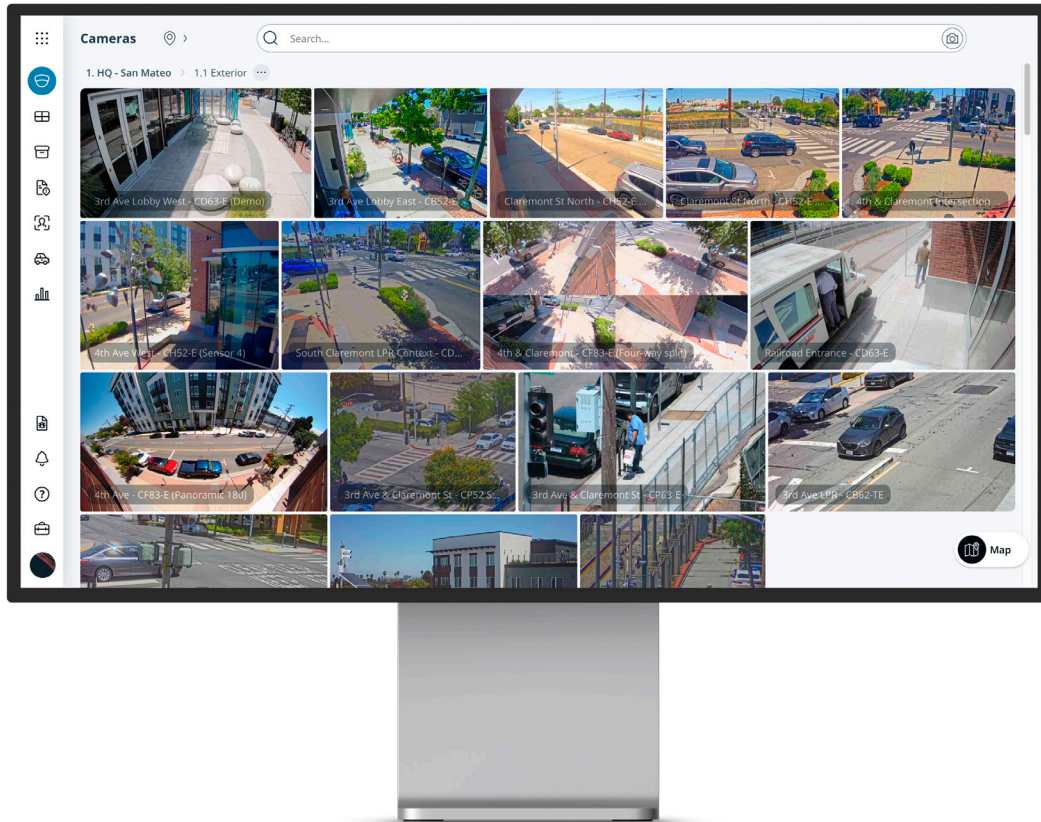 Cameras
Search...
1. HQ - San Mateo > 1.1 Exterior ...
3rd Ave Lobby West - CD63-E (Demo)
3rd Ave Lobby East - CB52-E
Claremont St North - CH52-E ...
Claremont St North - CH52-E ...
4th & Claremont Intersection ...
4th Ave West - CH52-E (Sensor 4)
South Claremont LPR Context - CD...
4th & Claremont - CF83-E (Four-way split)
Railroad Entrance - CD63-E
4th Ave - CF83-E (Panoramic 180)
3rd Ave & Claremont St - CP52 S...
3rd Ave & Claremont St - CP63-E
3rd Ave LPR - CB62-TE
Map